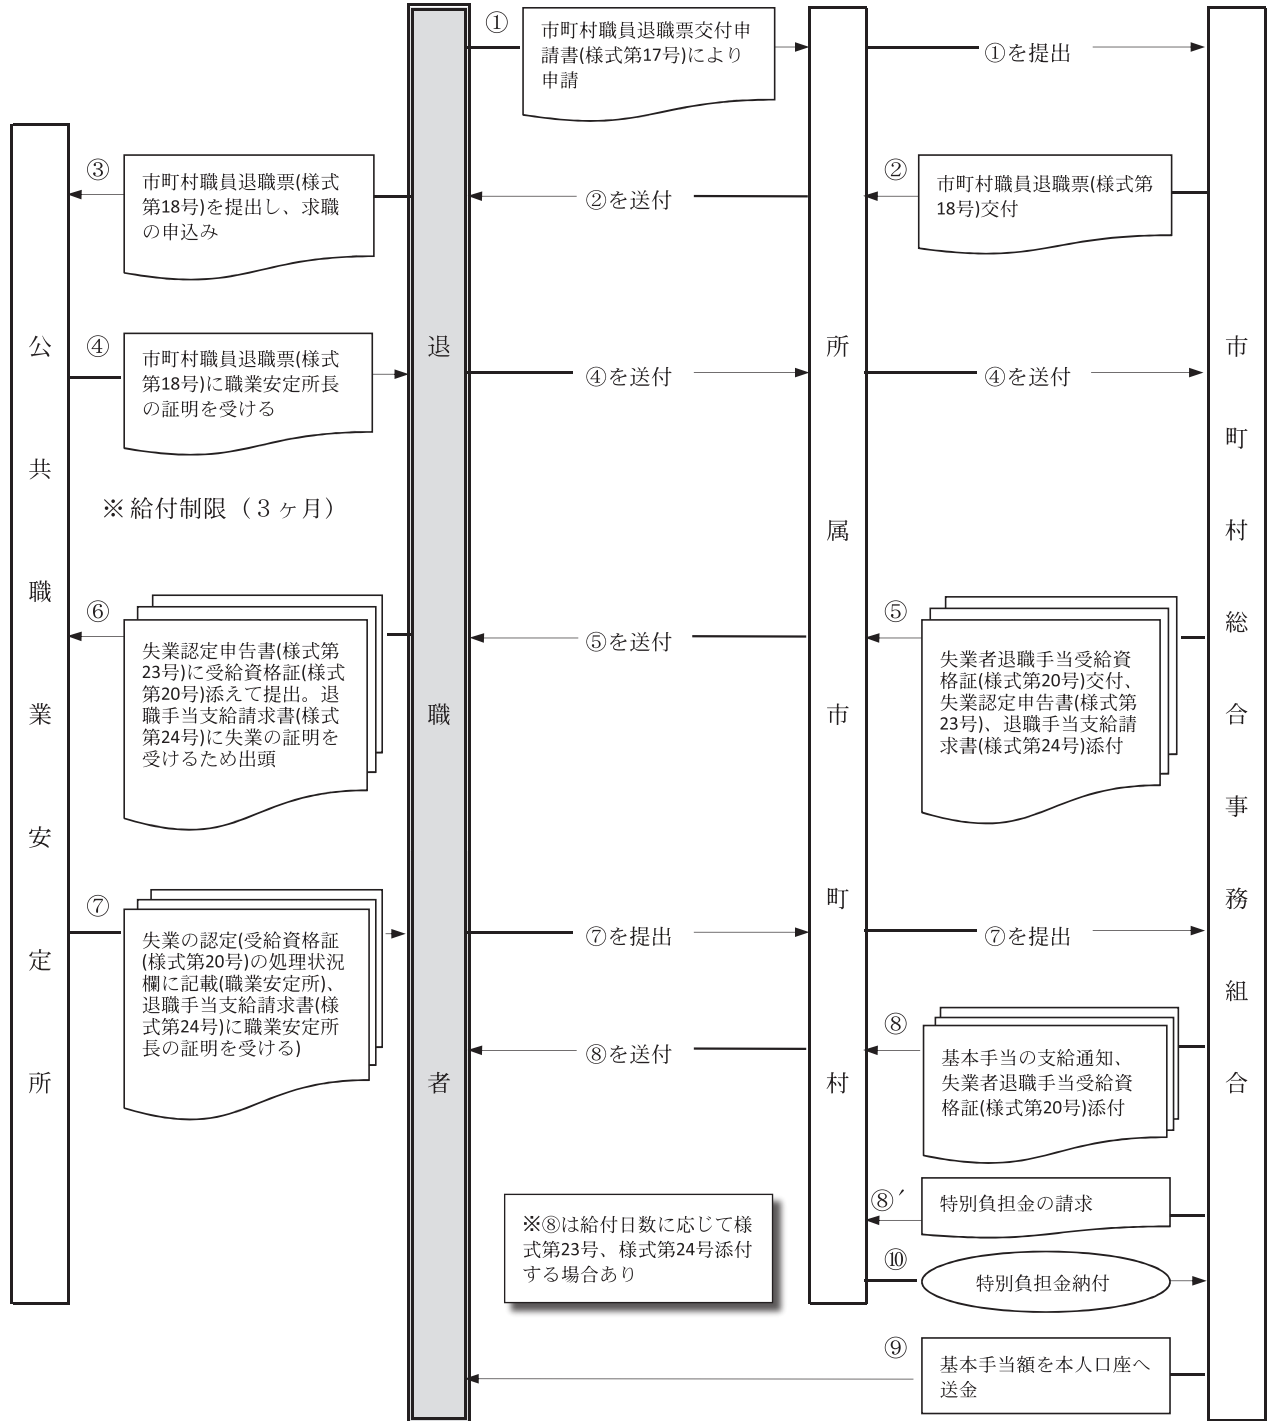 ①
市町村職員退職票交付申
請書(様式第17号)により
申請
①を提出
③
市町村職員退職票(様式
第18号)を提出し、求職
の申込み
②を送付
②
市町村職員退職票(様式第
18号)交付
公共職業安定所
退職者
所属市町村
市町村総合事務組合
④
市町村職員退職票(様式
第18号)に職業安定所長
の証明を受ける
④を送付
④を送付
※給付制限（３ヶ月）
⑥
失業認定申告書(様式第
23号)に受給資格証(様式
第20号)添えて提出。退
職手当支給請求書(様式
第24号)に失業の証明を
受けるため出頭
⑤を送付
⑤
失業者退職手当受給資
格証(様式第20号)交付、
失業認定申告書(様式第
23号)、退職手当支給請
求書(様式第24号)添付
⑦
失業の認定(受給資格証
(様式第20号)の処理状況
欄に記載(職業安定所)、
退職手当支給請求書(様
式第24号)に職業安定所
長の証明を受ける)
⑦を提出
⑦を提出
⑧を送付
⑧
基本手当の支給通知、
失業者退職手当受給資
格証(様式第20号)添付
※⑧は給付日数に応じて様
式第23号、様式第24号添付
する場合あり
⑧′
特別負担金の請求
⑩
特別負担金納付
⑨
基本手当額を本人口座へ
送金